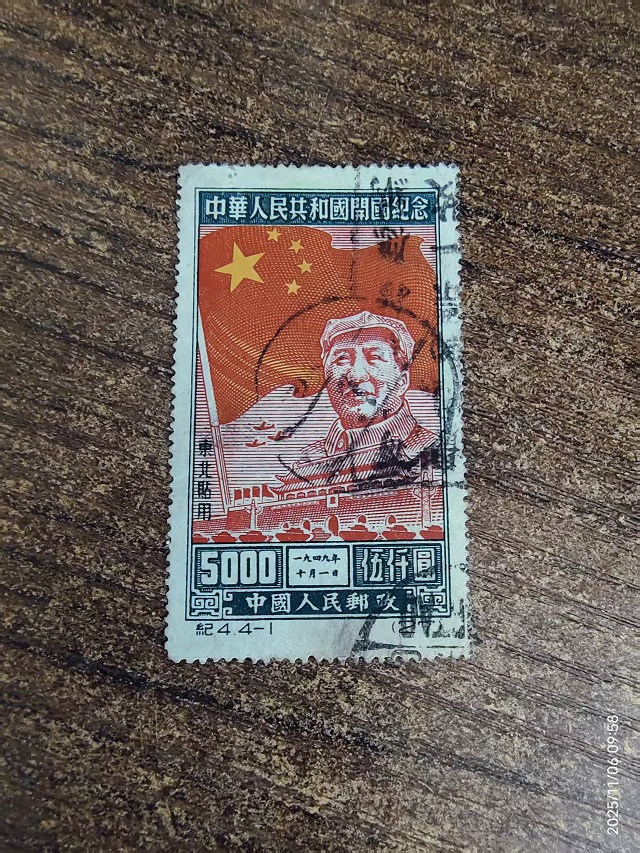 中華人民共和國開國紀念
東北貼用
5000
一九四九年
十月一日
伍仟圓
中國人民郵政
紀4.4-1
2025/11/06 09:58